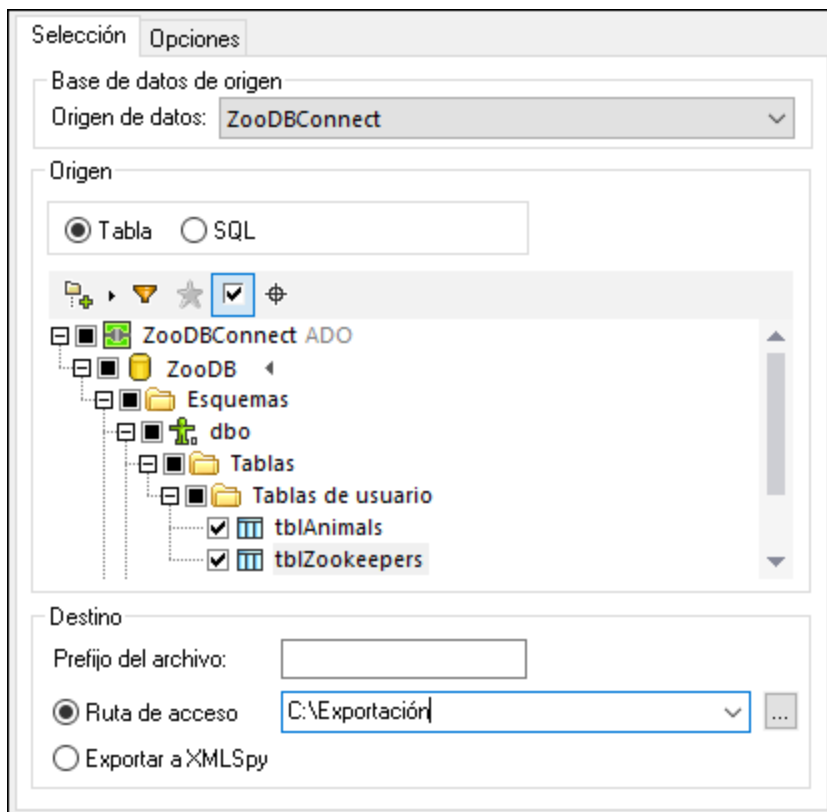 Selección Opciones
Base de datos de origen
Origen de datos: ZooDBConnect
Origen
Tabla SQL
ZooDBConnect ADO
ZooDB
Esquemas
dbo
Tablas
Tablas de usuario
tblAnimals
tblZookeepers
Destino
Prefijo del archivo:
Ruta de acceso C:\Exportación ...
Exportar a XMLSpy